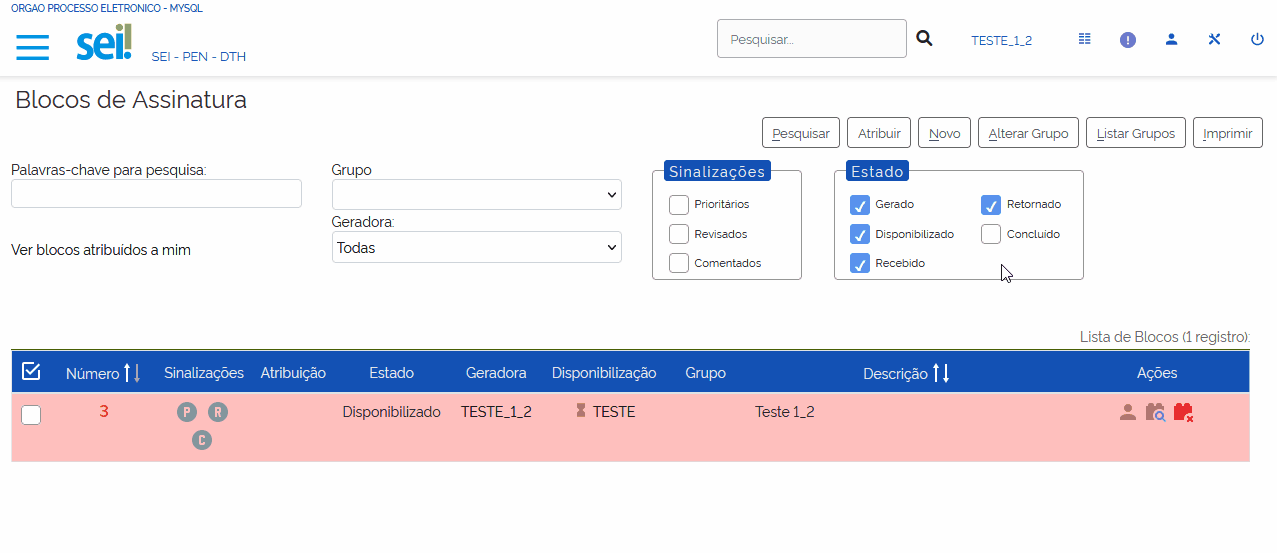 ORGAO PROCESSO ELETRONICO - MYSQL
sei!
SEI - PEN - DTH
Pesquisar...
TESTE_1_2
Blocos de Assinatura
Pesquisar
Atribuir
Novo
Alterar Grupo
Listar Grupos
Imprimir
Palavras-chave para pesquisa:
Grupo
Geradora:
Todas
Ver blocos atribuídos a mim
Sinalizações
Prioritários
Revisados
Comentados
Estado
Gerado
Retornado
Disponibilizado
Concluído
Recebido
Lista de Blocos (1 registro):
Número Sinalizações Atribuição Estado Geradora Disponibilização Grupo Descrição Ações
3 P R C Disponibilizado TESTE_1_2 TESTE Teste 1_2